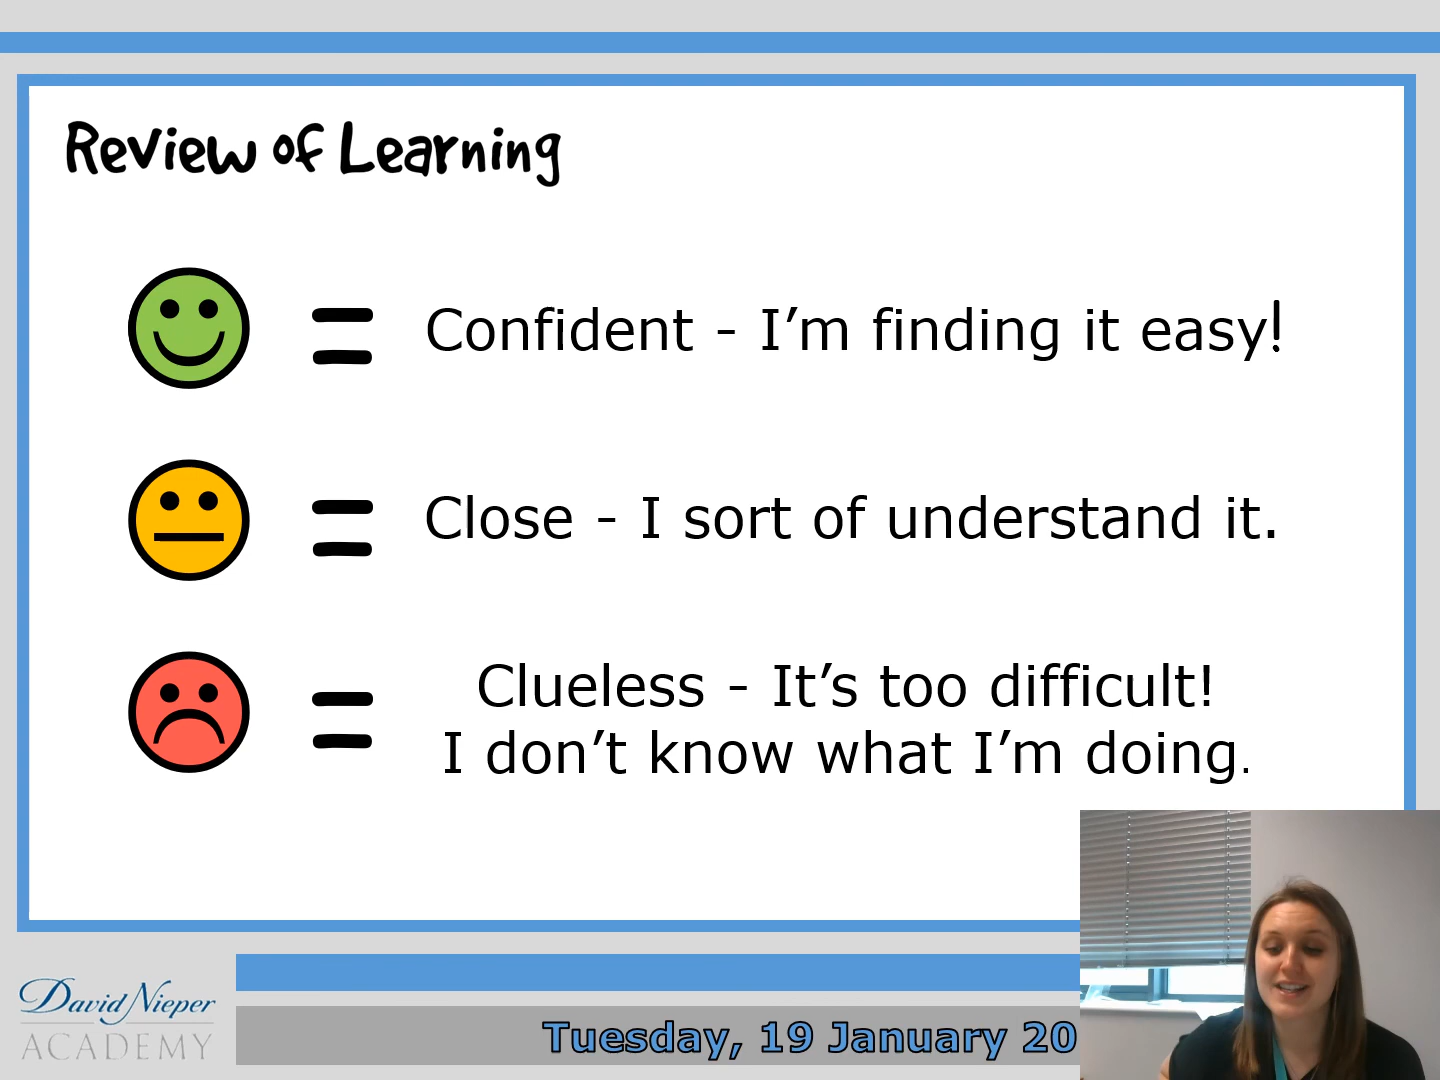 Review of Learning
= Confident - I’m finding it easy!
= Close - I sort of understand it.
= Clueless - It’s too difficult!
I don’t know what I’m doing.
David Nieper
ACADEMY
Tuesday, 19 January 20